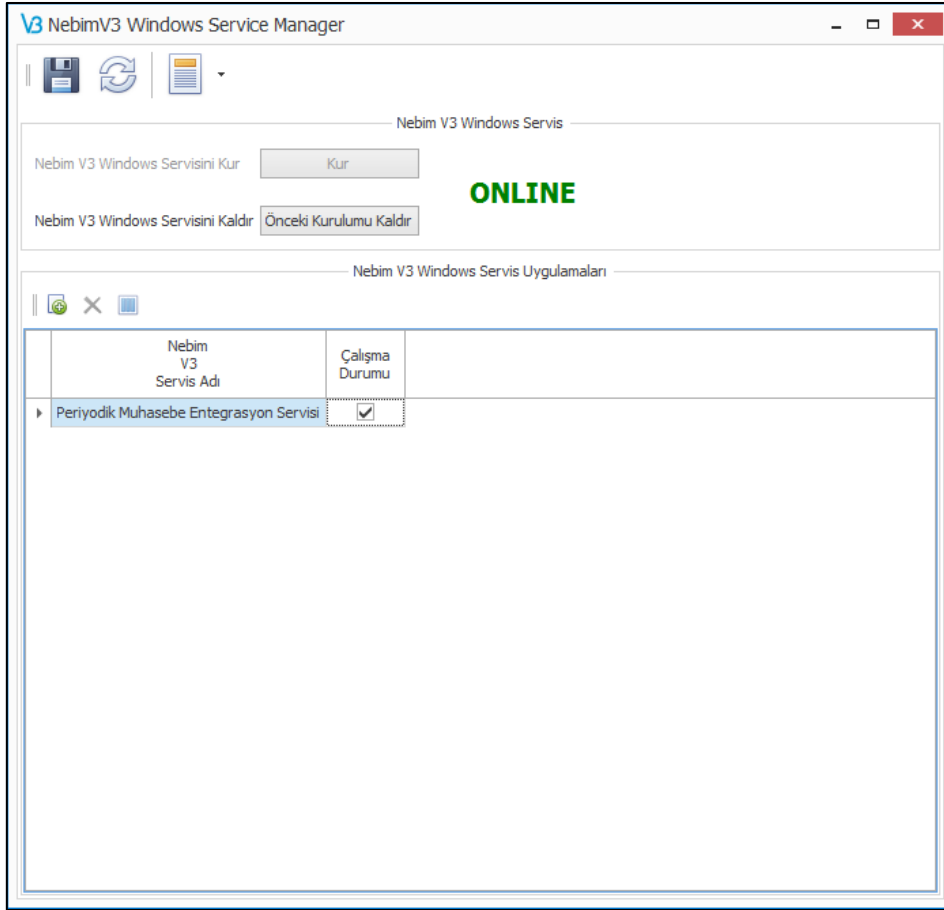 V3 NebimV3 Windows Service Manager
Nebim V3 Windows Servis
Nebim V3 Windows Servisini Kur Kur
ONLINE
Nebim V3 Windows Servisini Kaldır Önceki Kurulumu Kaldır
Nebim V3 Windows Servis Uygulamaları
Nebim
V3
Servis Adı
Çalışma
Durumu
Periyodik Muhasebe Entegrasyon Servisi